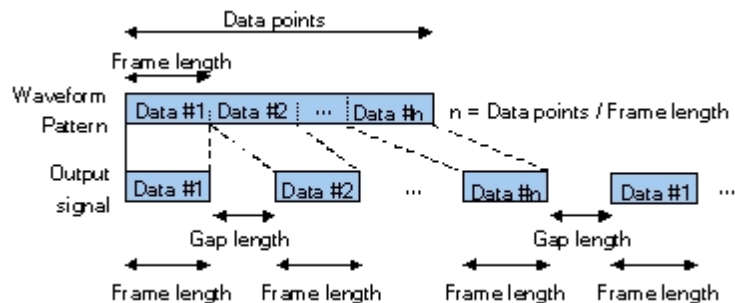 Data points
Frame length
Waveform
Pattern
Data #1 Data #2 ... Data #n
n = Data points / Frame length
Output
signal
Data #1 Data #2 ... Data #n Data #1 ...
Gap length Gap length
Frame length Frame length Frame length Frame length